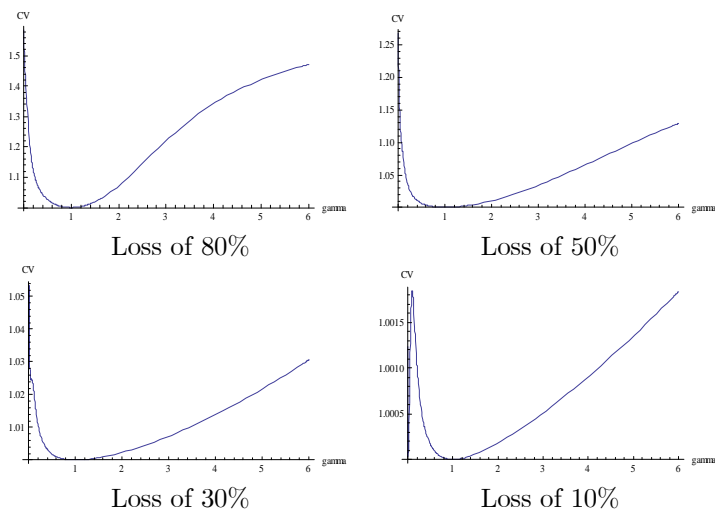 CV
1.5
1.4
1.3
1.2
1.1
1 2 3 4 5 6
gamma
Loss of 80%
CV
1.25
1.20
1.15
1.10
1.05
1 2 3 4 5 6
gamma
Loss of 50%
CV
1.05
1.04
1.03
1.02
1.01
1 2 3 4 5 6
gamma
Loss of 30%
CV
1.0015
1.0010
1.0005
1 2 3 4 5 6
gamma
Loss of 10%